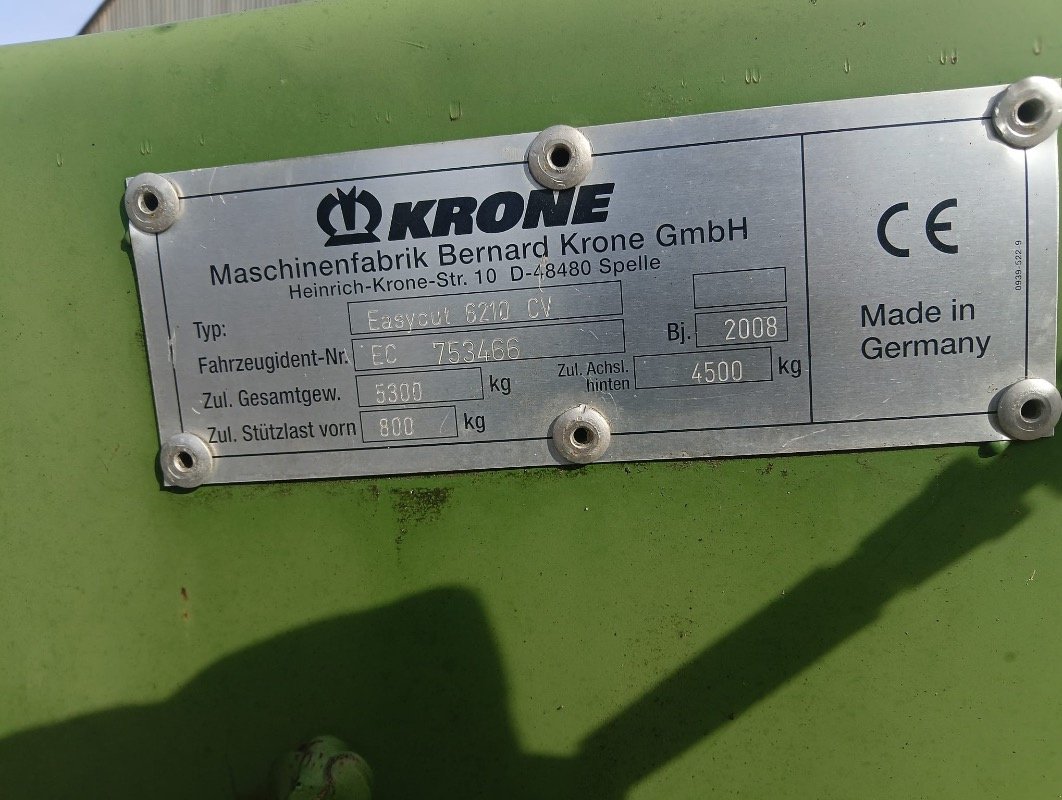 KRONE
Maschinenfabrik Bernard Krone GmbH
Heinrich-Krone-Str. 10 D-48480 Spelle
Typ: Easycut 6210 CV
Fahrzeugident-Nr. EC 753466 Bj. 2008
Zul. Gesamtgew. 5300 kg Zul. Achsl. hinten 4500 kg
Zul. Stützlast vorn 800 kg
CE
Made in
Germany
0939.522.9